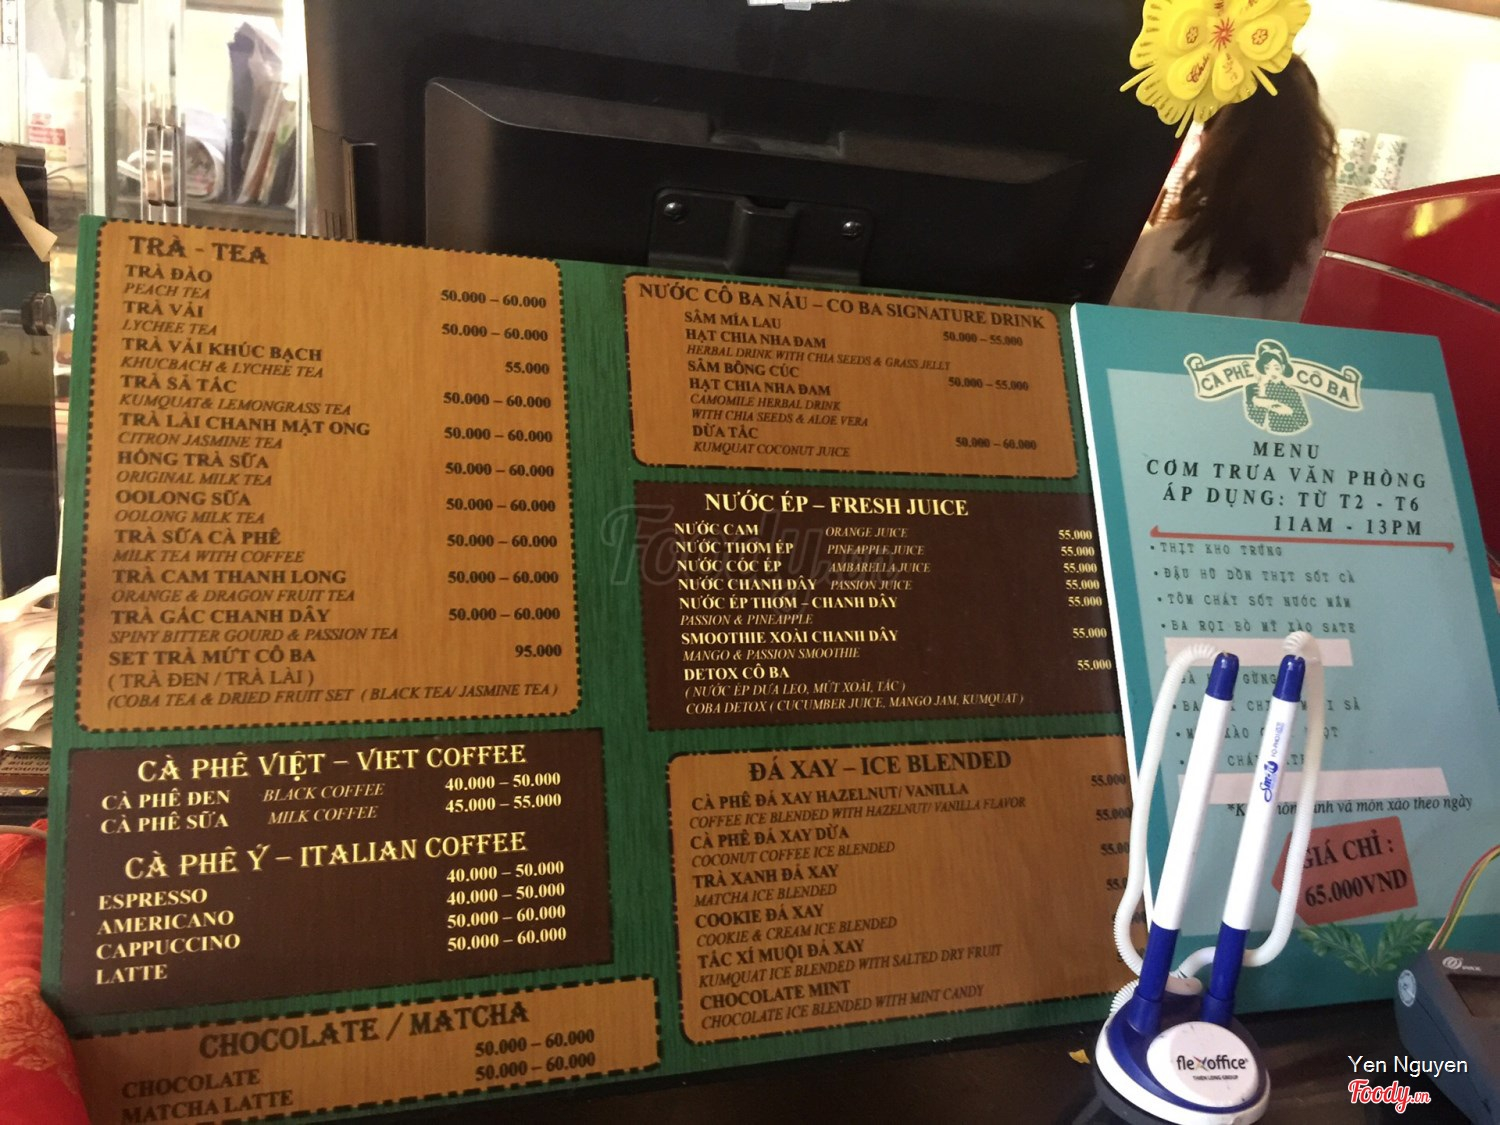 TRÀ - TEA
TRÀ ĐÀO
PEACH TEA
50.000 – 60.000
TRÀ VẢI
LYCHEE TEA
50.000 – 60.000
TRÀ VẢI KHÚC BẠCH
KHUCBACH & LYCHEE TEA
55.000
TRÀ SẢ TẮC
KUMQUAT& LEMONGRASS TEA
50.000 – 60.000
TRÀ LÀI CHANH MẬT ONG
CITRON JASMINE TEA
50.000 – 60.000
HỒNG TRÀ SỮA
ORIGINAL MILK TEA
50.000 – 60.000
OOLONG SỮA
OOLONG MILK TEA
50.000 – 60.000
TRÀ SỮA CÀ PHÊ
MILK TEA WITH COFFEE
50.000 – 60.000
TRÀ CAM THANH LONG
ORANGE & DRAGON FRUIT TEA
50.000 – 60.000
TRÀ GẤC CHANH DÂY
SPINY BITTER GOURD & PASSION TEA
50.000 – 60.000
SET TRÀ MỨT CÔ BA
95.000
( TRÀ ĐEN / TRÀ LÀI )
(COBA TEA & DRIED FRUIT SET ( BLACK TEA/ JASMINE TEA )
CÀ PHÊ VIỆT – VIET COFFEE
CÀ PHÊ ĐEN BLACK COFFEE 40.000 – 50.000
CÀ PHÊ SỮA MILK COFFEE 45.000 – 55.000
CÀ PHÊ Ý – ITALIAN COFFEE
ESPRESSO 40.000 – 50.000
AMERICANO 40.000 – 50.000
CAPPUCCINO 50.000 – 60.000
LATTE 50.000 – 60.000
CHOCOLATE / MATCHA
CHOCOLATE 50.000 – 60.000
MATCHA LATTE 50.000 – 60.000
NƯỚC CÔ BA NẤU – CO BA SIGNATURE DRINK
SÂM MÍA LAU
HẠT CHIA NHA ĐAM 50.000 – 55.000
HERBAL DRINK WITH CHIA SEEDS & GRASS JELLY
SÂM BÔNG CÚC
HẠT CHIA NHA ĐAM 50.000 – 55.000
CAMOMILE HERBAL DRINK
WITH CHIA SEEDS & ALOE VERA
DỪA TẮC 50.000 – 60.000
KUMQUAT COCONUT JUICE
NƯỚC ÉP – FRESH JUICE
NƯỚC CAM ORANGE JUICE 55.000
NƯỚC THƠM ÉP PINEAPPLE JUICE 55.000
NƯỚC CÓC ÉP AMBARELLA JUICE 55.000
NƯỚC CHANH DÂY PASSION JUICE 55.000
NƯỚC ÉP THƠM – CHANH DÂY 55.000
PASSION & PINEAPPLE
SMOOTHIE XOÀI CHANH DÂY 55.000
MANGO & PASSION SMOOTHIE
DETOX CÔ BA 55.000
( NƯỚC ÉP DƯA LEO, MỨT XOÀI, TẮC )
COBA DETOX ( CUCUMBER JUICE, MANGO JAM, KUMQUAT )
ĐÁ XAY – ICE BLENDED
CÀ PHÊ ĐÁ XAY HAZELNUT/ VANILLA 55.000
COFFEE ICE BLENDED WITH HAZELNUT/ VANILLA FLAVOR
CÀ PHÊ ĐÁ XAY DỪA 55.000
COCONUT COFFEE ICE BLENDED
TRÀ XANH ĐÁ XAY
MATCHA ICE BLENDED
COOKIE ĐÁ XAY
COOKIE & CREAM ICE BLENDED
TẮC XÍ MUỘI ĐÁ XAY
KUMQUAT ICE BLENDED WITH SALTED DRY FRUIT
CHOCOLATE MINT
CHOCOLATE ICE BLENDED WITH MINT CANDY
CÀ PHÊ CÔ BA
MENU
CƠM TRƯA VĂN PHÒNG
ÁP DỤNG: TỪ T2 - T6
11AM - 13PM
• THỊT KHO TRỨNG
• ĐẬU HŨ DỒN THỊT SỐT CÀ
• TÔM CHÁY SỐT NƯỚC MẮM
• BA RỌI BÒ MỸ XÀO SATE
và món xào theo ngày
GIÁ CHỈ :
65.000VND
flexoffice
THIEN LONG GROUP
Foody.vn
Yen Nguyen
Foody.vn